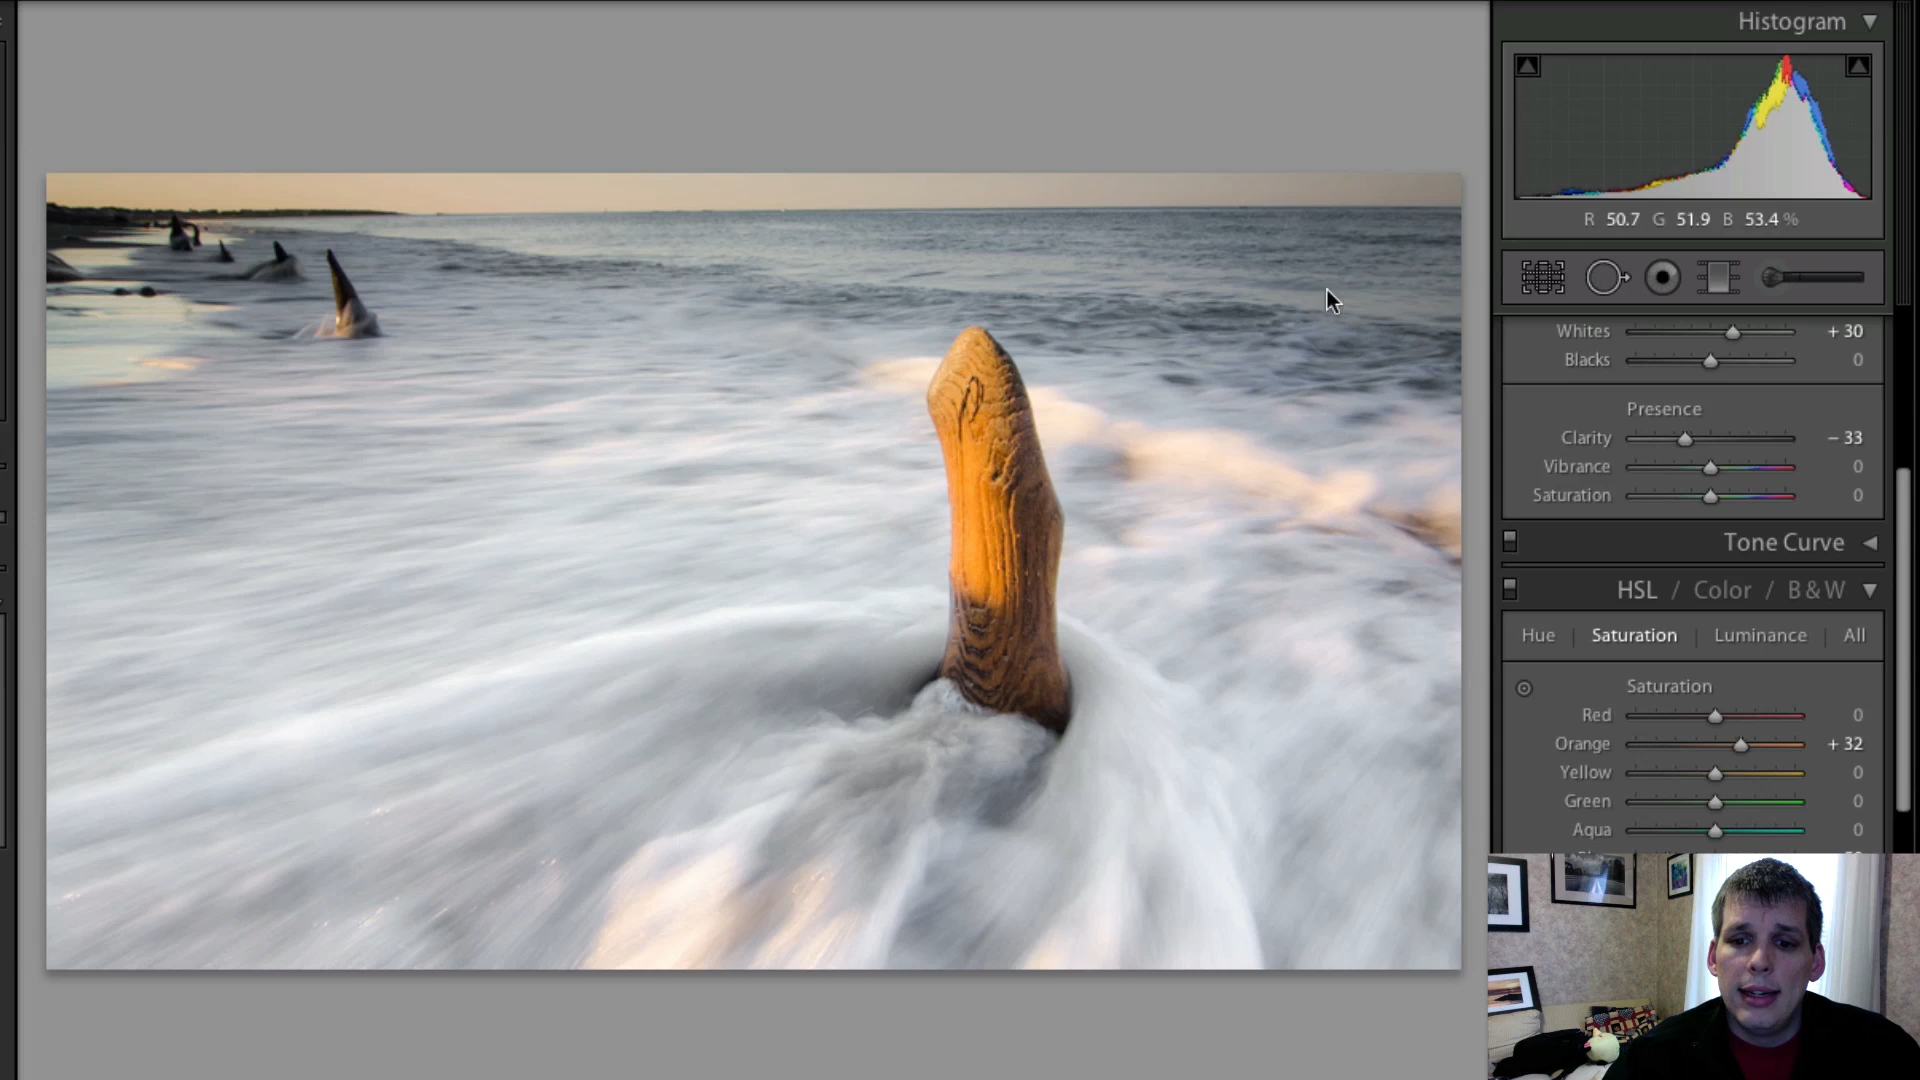 Histogram
R 50.7 G 51.9 B 53.4 %
Whites + 30
Blacks 0
Presence
Clarity − 33
Vibrance 0
Saturation 0
Tone Curve
HSL / Color / B & W
Hue | Saturation | Luminance | All
Saturation
Red 0
Orange + 32
Yellow 0
Green 0
Aqua 0